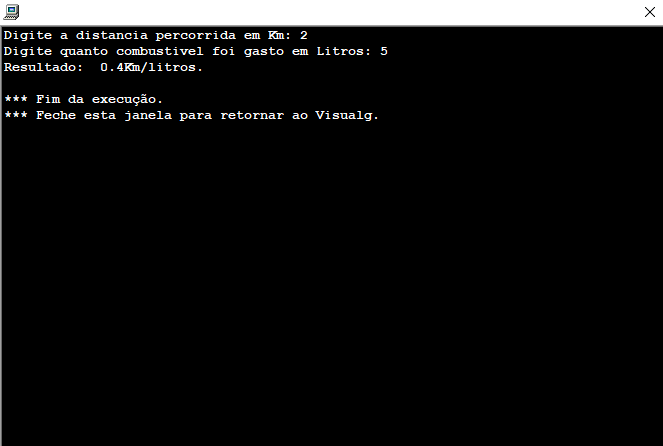 Digite a distancia percorrida em Km: 2
Digite quanto combustivel foi gasto em Litros: 5
Resultado:  0.4Km/litros.
*** Fim da execução.
*** Feche esta janela para retornar ao Visualg.